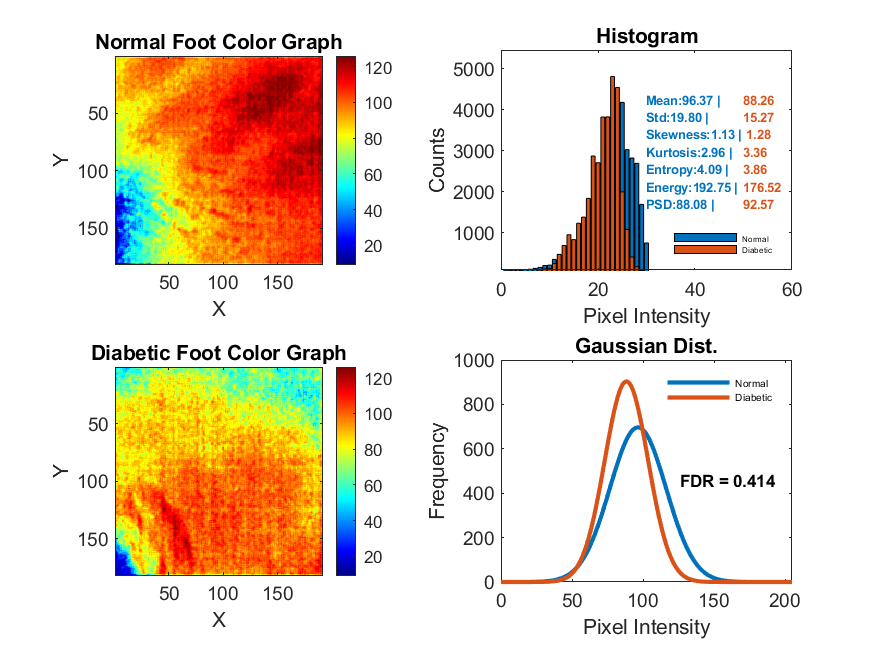 Normal Foot Color Graph
50
100
150
Y
50 100 150
X
120
100
80
60
40
20
Histogram
5000
4000
3000
2000
1000
Counts
0 20 40 60
Pixel Intensity
Mean:96.37 | 88.26
Std:19.80 | 15.27
Skewness:1.13 | 1.28
Kurtosis:2.96 | 3.36
Entropy:4.09 | 3.86
Energy:192.75 | 176.52
PSD:88.08 | 92.57
Normal
Diabetic
Diabetic Foot Color Graph
50
100
150
Y
50 100 150
X
120
100
80
60
40
20
Gaussian Dist.
1000
800
600
400
200
0
Frequency
0 50 100 150 200
Pixel Intensity
Normal
Diabetic
FDR = 0.414